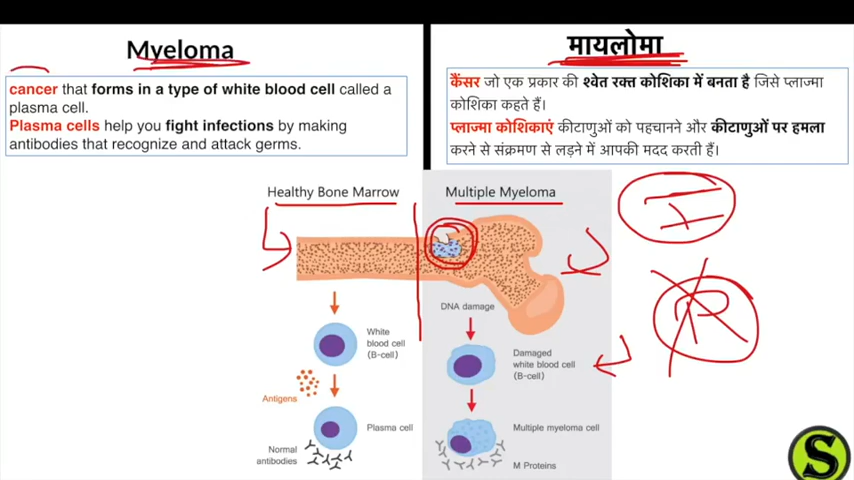 Myeloma
cancer that forms in a type of white blood cell called a
plasma cell.
Plasma cells help you fight infections by making
antibodies that recognize and attack germs.
मायलोमा
कैंसर जो एक प्रकार की श्वेत रक्त कोशिका में बनता है जिसे प्लाज्मा
कोशिका कहते हैं।
प्लाज्मा कोशिकाएं कीटाणुओं को पहचानने और कीटाणुओं पर हमला
करने से संक्रमण से लड़ने में आपकी मदद करती हैं।
Healthy Bone Marrow
White
blood cell
(B-cell)
Antigens
Plasma cell
Normal
antibodies
Multiple Myeloma
DNA damage
Damaged
white blood cell
(B-cell)
Multiple myeloma cell
M Proteins
I
R
S